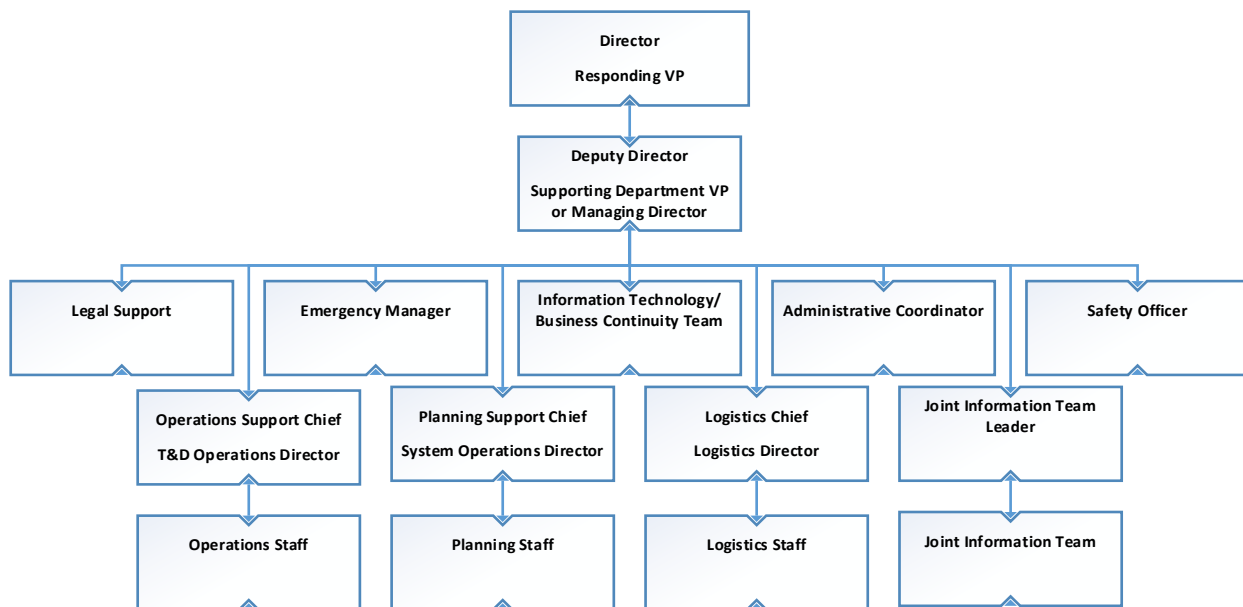 Director
Responding VP
Deputy Director
Supporting Department VP
or Managing Director
Legal Support
Emergency Manager
Information Technology/
Business Continuity Team
Administrative Coordinator
Safety Officer
Operations Support Chief
T&D Operations Director
Planning Support Chief
System Operations Director
Logistics Chief
Logistics Director
Joint Information Team
Leader
Operations Staff
Planning Staff
Logistics Staff
Joint Information Team